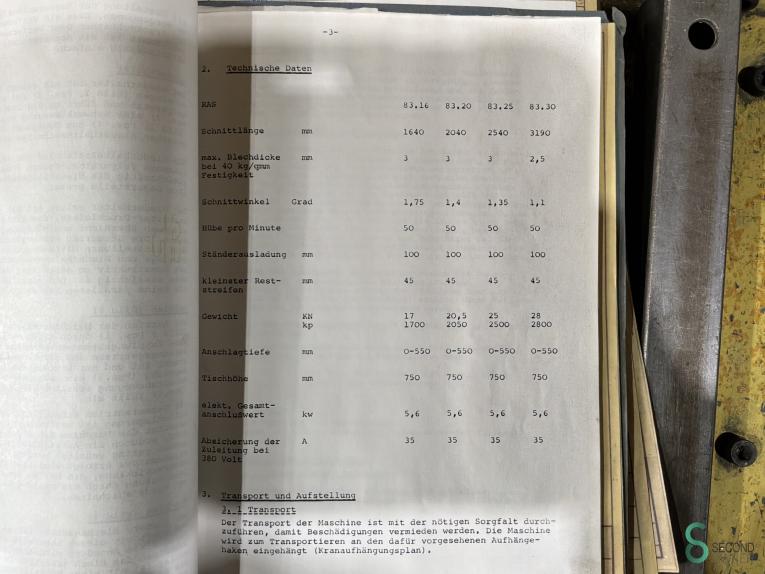 -3-
2. Technische Daten
RAS 83.16 83.20 83.25 83.30
Schnittlänge mm 1640 2040 2540 3190
max. Blechdicke mm 3 3 3 2,5
bei 40 kg/qmm
Festigkeit
Schnittwinkel Grad 1,75 1,4 1,35 1,1
Hübe pro Minute 50 50 50 50
Ständerausladung mm 100 100 100 100
kleinster Rest- mm 45 45 45 45
streifen
Gewicht KN 17 20,5 25 28
kp 1700 2050 2500 2800
Anschlagtiefe mm 0-550 0-550 0-550 0-550
Tischhöhe mm 750 750 750 750
elekt. Gesamt-
anschlußwert kw 5,6 5,6 5,6 5,6
Absicherung der A 35 35 35 35
Zuleitung bei
380 Volt
3. Transport und Aufstellung
3. 1 Transport
Der Transport der Maschine ist mit der nötigen Sorgfalt durch-
zuführen, damit Beschädigungen vermieden werden. Die Maschine
wird zum Transportieren an den dafür vorgesehenen Aufhänge-
haken eingehängt (Kranaufhängungsplan).
SECOND